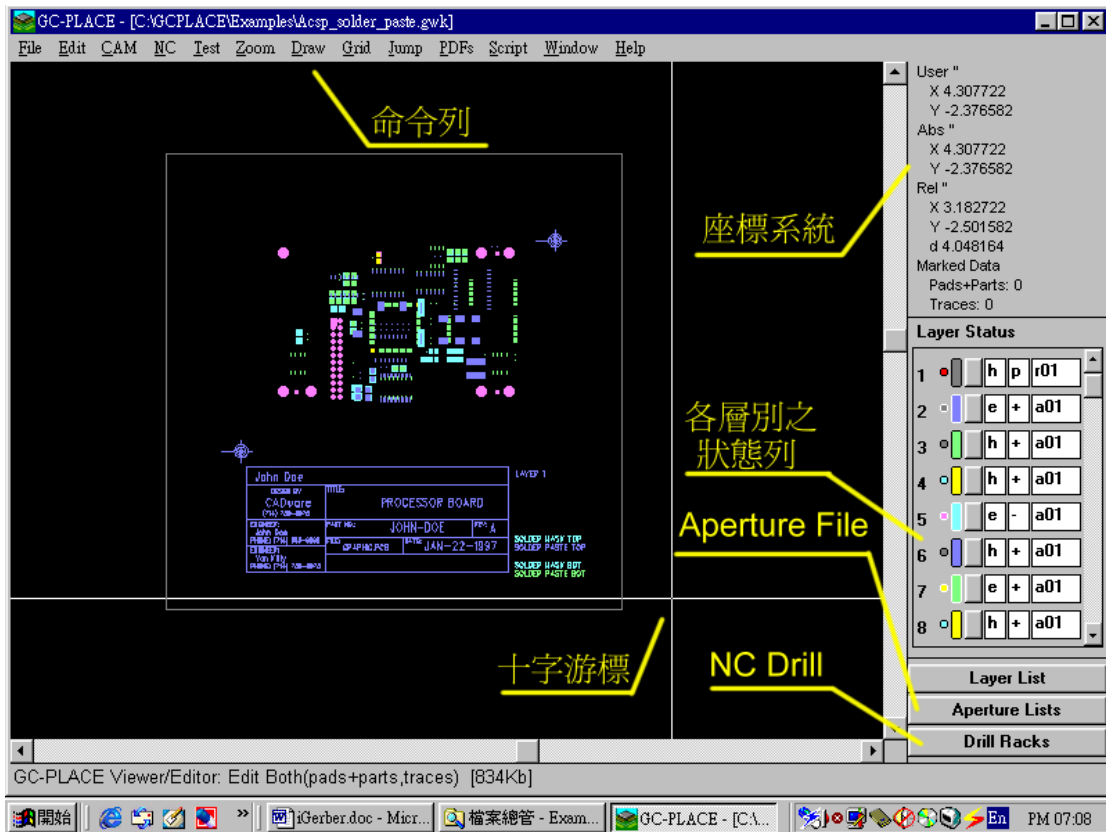 GC-PLACE - [C:\GCPLACE\Examples\Acsp_solder_paste.gwk]
File Edit CAM NC Test Zoom Draw Grid Jump PDFs Script Window Help
命令列
座標系統
各層別之
狀態列
Aperture File
十字游標
NC Drill
John Doe
CADware
TITLE:
PROCESSOR BOARD
PART NO:
JOHN-DOE
REV:
A
DATE:
JAN-22-1997
LAYER 1
SOLDER MASK TOP
SOLDER PASTE TOP
SOLDER MASK BOT
SOLDER PASTE BOT
User "
X 4.307722
Y -2.376582
Abs "
X 4.307722
Y -2.376582
Rel "
X 3.182722
Y -2.501582
d 4.048164
Marked Data
Pads+Parts: 0
Traces: 0
Layer Status
1 h p r01
2 e + a01
3 h + a01
4 h + a01
5 e - a01
6 h + a01
7 e + a01
8 h + a01
Layer List
Aperture Lists
Drill Racks
GC-PLACE Viewer/Editor: Edit Both(pads+parts,traces) [834Kb]
開始 » iGerber.doc - Micr... 檔案總管 - Exam... GC-PLACE - [C:\... En PM 07:08